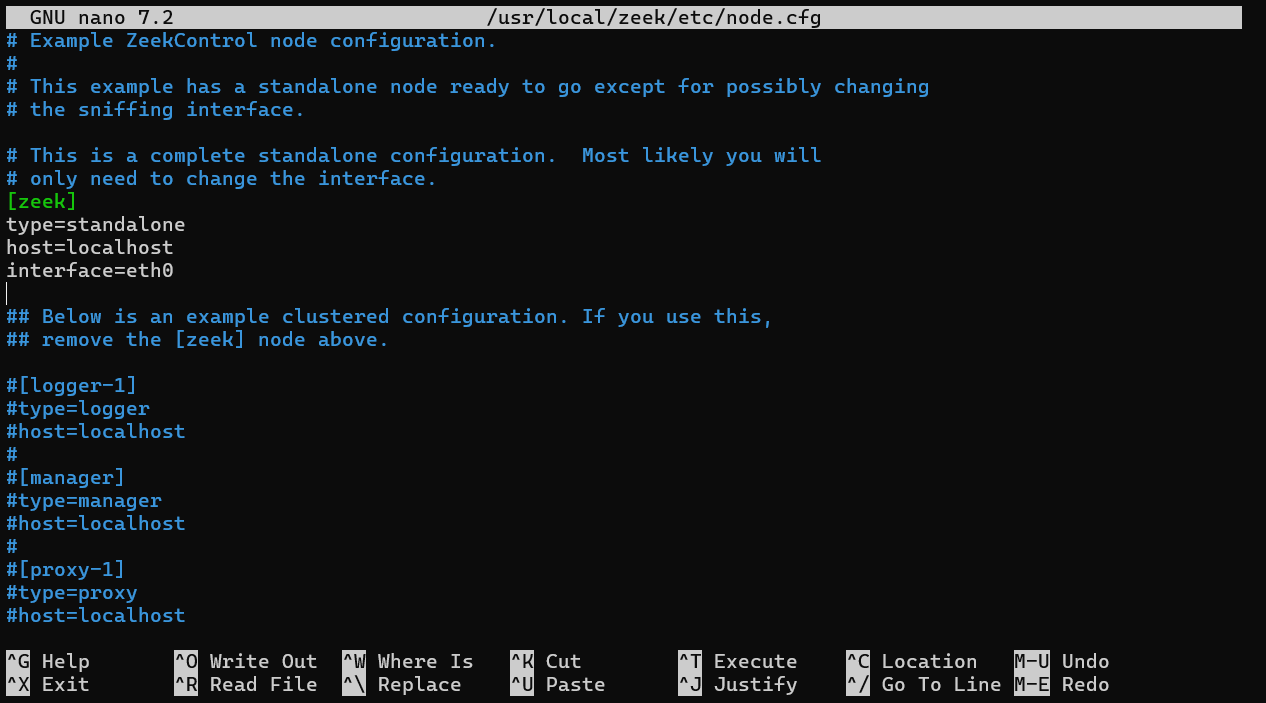 GNU nano 7.2 /usr/local/zeek/etc/node.cfg
# Example ZeekControl node configuration.
#
# This example has a standalone node ready to go except for possibly changing
# the sniffing interface.
# This is a complete standalone configuration.  Most likely you will
# only need to change the interface.
[zeek]
type=standalone
host=localhost
interface=eth0
## Below is an example clustered configuration. If you use this,
## remove the [zeek] node above.
#[logger-1]
#type=logger
#host=localhost
#
#[manager]
#type=manager
#host=localhost
#
#[proxy-1]
#type=proxy
#host=localhost
^G Help ^O Write Out ^W Where Is ^K Cut ^T Execute ^C Location M-U Undo
^X Exit ^R Read File ^\ Replace ^U Paste ^J Justify ^/ Go To Line M-E Redo